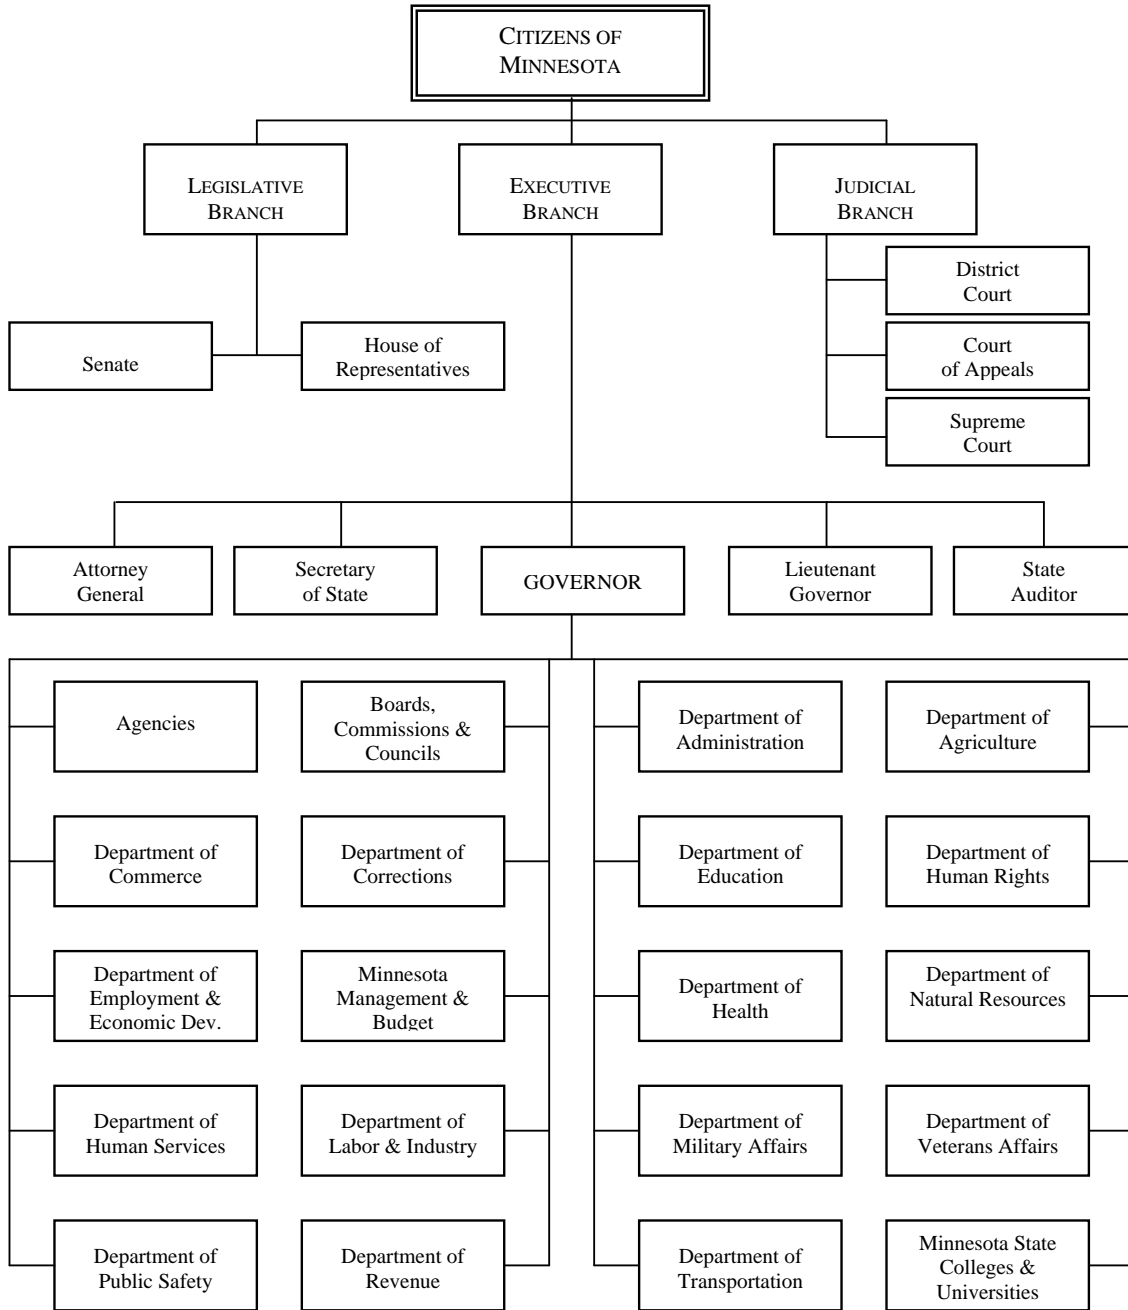 CITIZENS OF
MINNESOTA
LEGISLATIVE
BRANCH
EXECUTIVE
BRANCH
JUDICIAL
BRANCH
District
Court
Senate
House of
Representatives
Court
of Appeals
Supreme
Court
Attorney
General
Secretary
of State
GOVERNOR
Lieutenant
Governor
State
Auditor
Agencies
Boards,
Commissions &
Councils
Department of
Administration
Department of
Agriculture
Department of
Commerce
Department of
Corrections
Department of
Education
Department of
Human Rights
Department of
Employment &
Economic Dev.
Minnesota
Management &
Budget
Department of
Health
Department of
Natural Resources
Department of
Human Services
Department of
Labor & Industry
Department of
Military Affairs
Department of
Veterans Affairs
Department of
Public Safety
Department of
Revenue
Department of
Transportation
Minnesota State
Colleges &
Universities